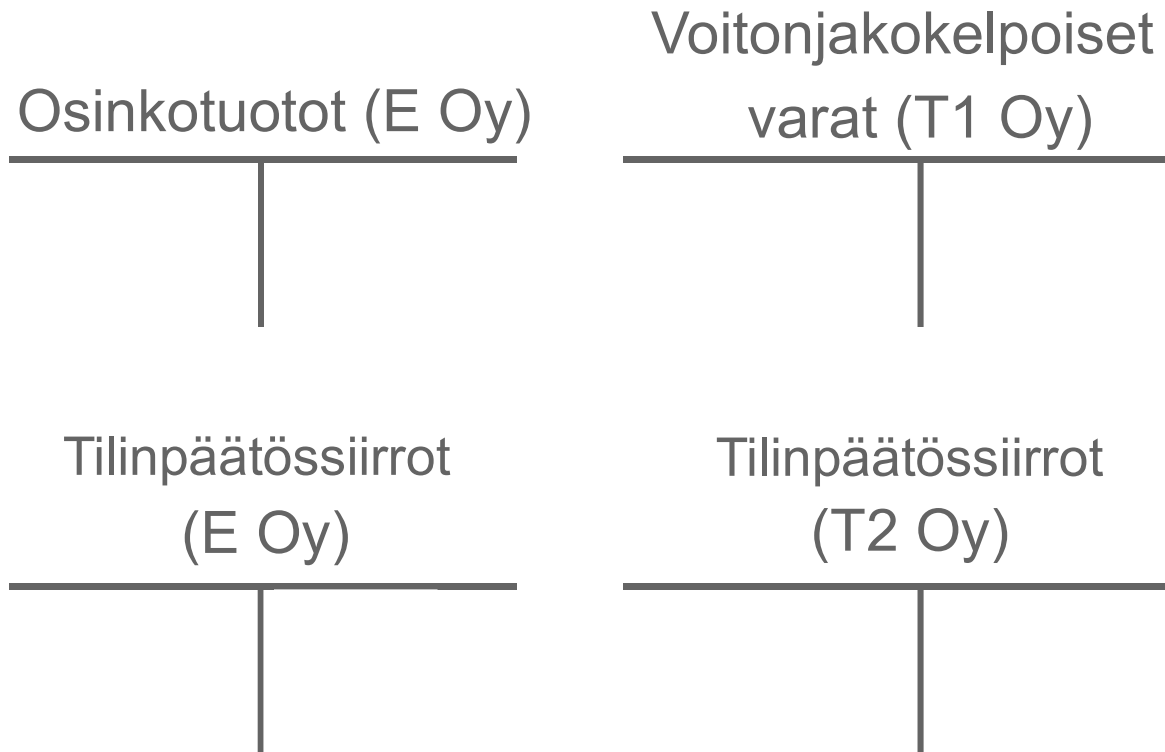 Osinkotuotot (E Oy)
Voitonjakokelpoiset
varat (T1 Oy)
Tilinpäätössiirrot
(E Oy)
Tilinpäätössiirrot
(T2 Oy)